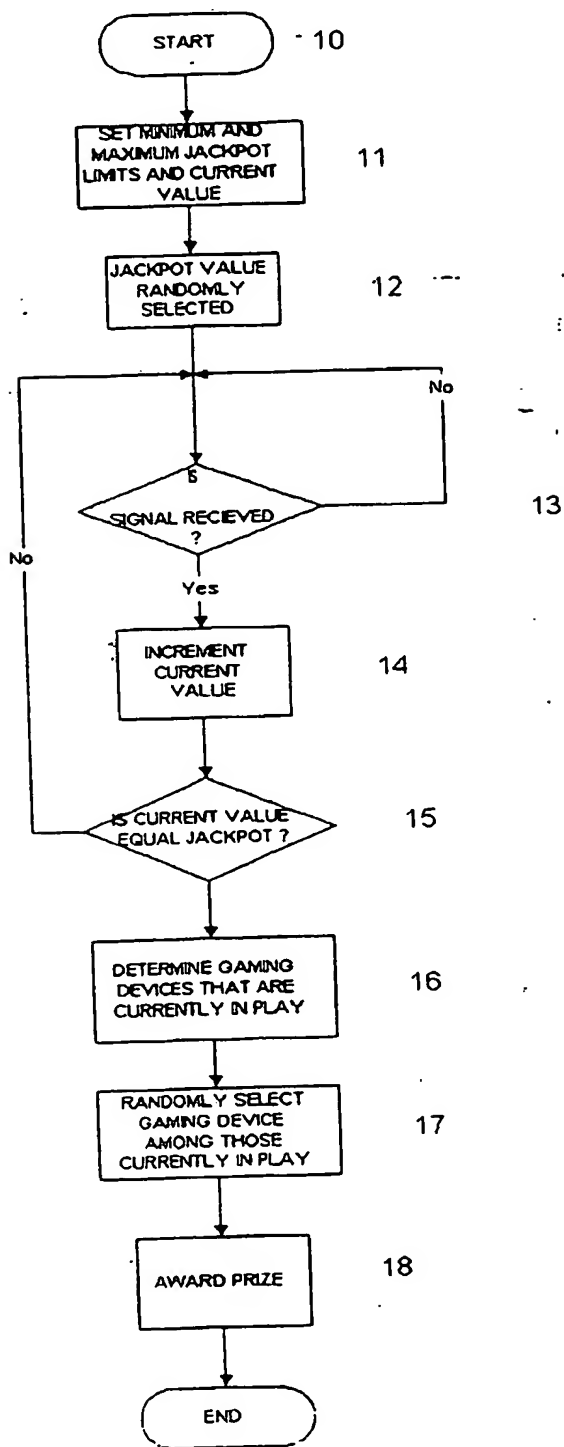 START
10
SET MINIMUM AND
MAXIMUM JACKPOT
LIMITS AND CURRENT
VALUE
11
JACKPOT VALUE
RANDOMLY
SELECTED
12
No
IS
SIGNAL RECIEVED
?
13
No
Yes
INCREMENT
CURRENT
VALUE
14
IS CURRENT VALUE
EQUAL JACKPOT ?
15
DETERMINE GAMING
DEVICES THAT ARE
CURRENTLY IN PLAY
16
RANDOMLY SELECT
GAMING DEVICE
AMONG THOSE
CURRENTLY IN PLAY
17
AWARD PRIZE
18
END